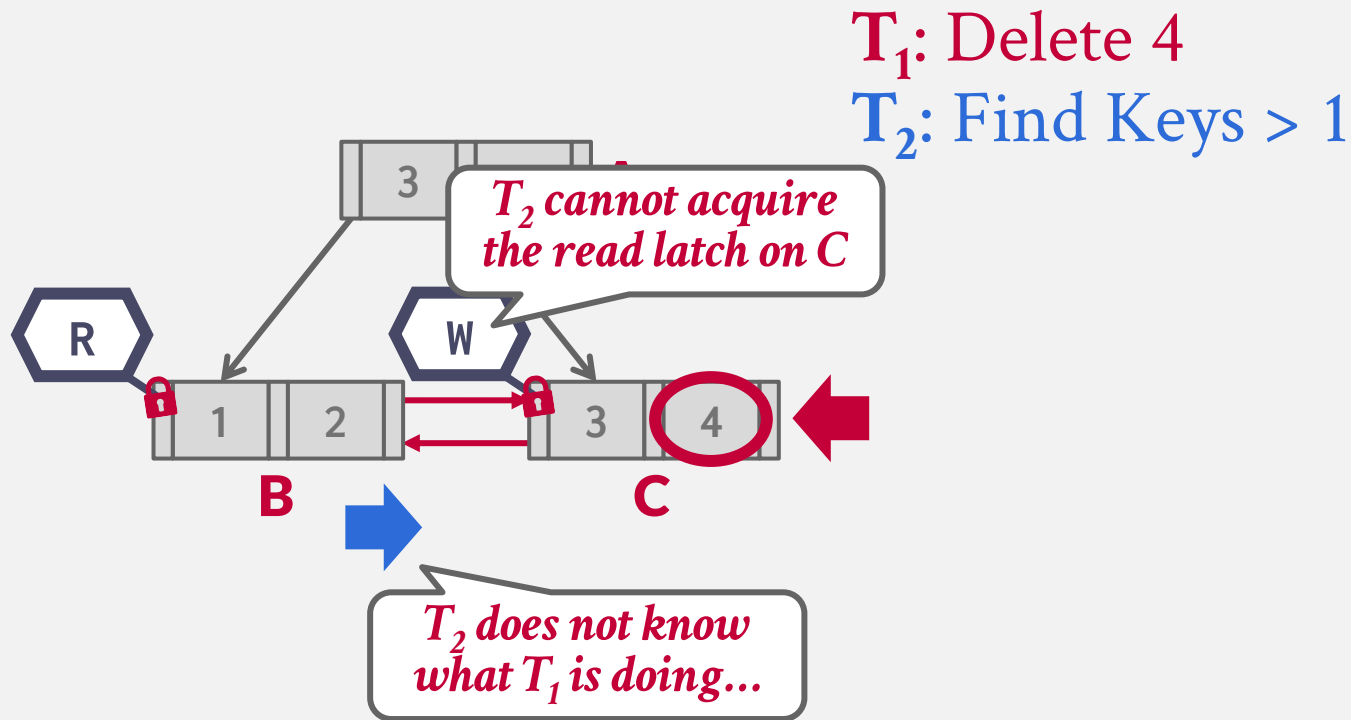 T₁: Delete 4
T₂: Find Keys > 1
3
T₂ cannot acquire
the read latch on C
R
W
1 2
3 4
B
C
T₂ does not know
what T₁ is doing...